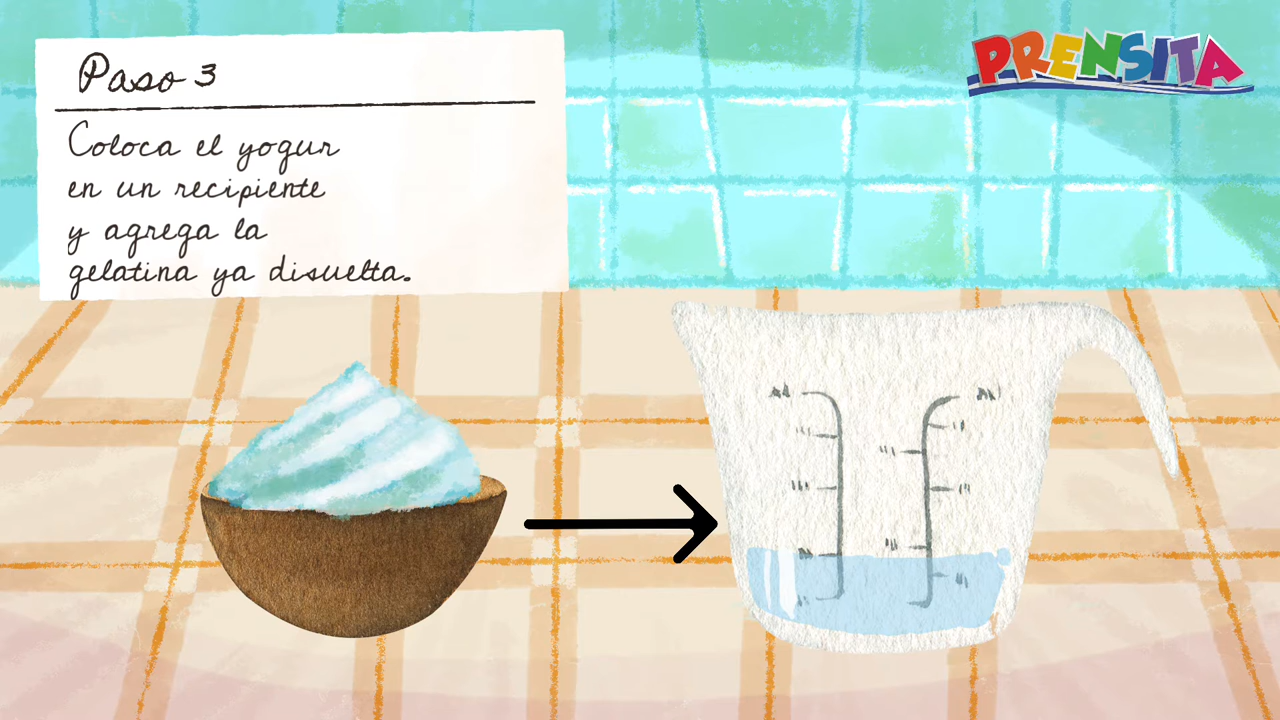 Paso 3
Coloca el yogur
en un recipiente
y agrega la
gelatina ya disuelta.
PRENSITA